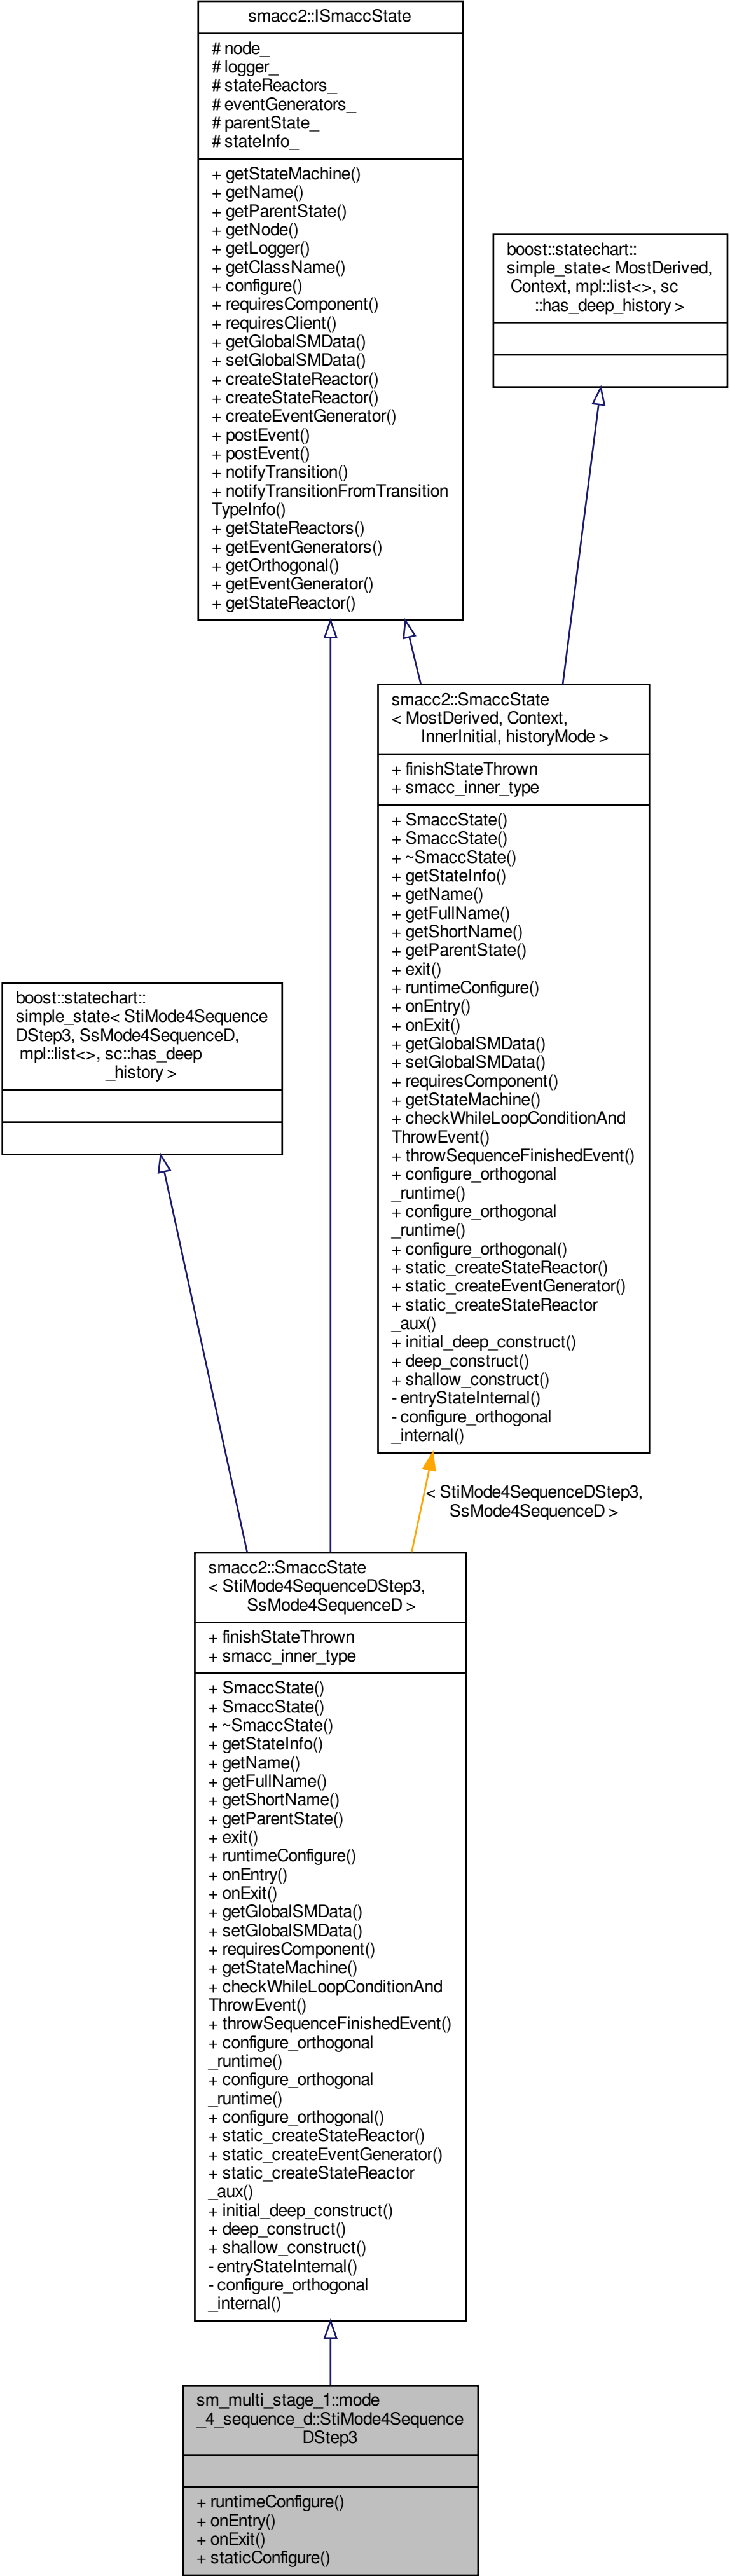 smacc2::ISmaccState
# node_
# logger_
# stateReactors_
# eventGenerators_
# parentState_
# stateInfo_
+ getStateMachine()
+ getName()
+ getParentState()
+ getNode()
+ getLogger()
+ getClassName()
+ configure()
+ requiresComponent()
+ requiresClient()
+ getGlobalSMData()
+ setGlobalSMData()
+ createStateReactor()
+ createStateReactor()
+ createEventGenerator()
+ postEvent()
+ postEvent()
+ notifyTransition()
+ notifyTransitionFromTransition
TypeInfo()
+ getStateReactors()
+ getEventGenerators()
+ getOrthogonal()
+ getEventGenerator()
+ getStateReactor()
boost::statechart::
simple_state< MostDerived,
Context, mpl::list<>, sc
::has_deep_history >
smacc2::SmaccState
< MostDerived, Context,
InnerInitial, historyMode >
+ finishStateThrown
+ smacc_inner_type
+ SmaccState()
+ SmaccState()
+ ~SmaccState()
+ getStateInfo()
+ getName()
+ getFullName()
+ getShortName()
+ getParentState()
+ exit()
+ runtimeConfigure()
+ onEntry()
+ onExit()
+ getGlobalSMData()
+ setGlobalSMData()
+ requiresComponent()
+ getStateMachine()
+ checkWhileLoopConditionAnd
ThrowEvent()
+ throwSequenceFinishedEvent()
+ configure_orthogonal
_runtime()
+ configure_orthogonal
_runtime()
+ configure_orthogonal()
+ static_createStateReactor()
+ static_createEventGenerator()
+ static_createStateReactor
_aux()
+ initial_deep_construct()
+ deep_construct()
+ shallow_construct()
- entryStateInternal()
- configure_orthogonal
_internal()
boost::statechart::
simple_state< StiMode4Sequence
DStep3, SsMode4SequenceD,
mpl::list<>, sc::has_deep
_history >
< StiMode4SequenceDStep3,
SsMode4SequenceD >
smacc2::SmaccState
< StiMode4SequenceDStep3,
SsMode4SequenceD >
+ finishStateThrown
+ smacc_inner_type
+ SmaccState()
+ SmaccState()
+ ~SmaccState()
+ getStateInfo()
+ getName()
+ getFullName()
+ getShortName()
+ getParentState()
+ exit()
+ runtimeConfigure()
+ onEntry()
+ onExit()
+ getGlobalSMData()
+ setGlobalSMData()
+ requiresComponent()
+ getStateMachine()
+ checkWhileLoopConditionAnd
ThrowEvent()
+ throwSequenceFinishedEvent()
+ configure_orthogonal
_runtime()
+ configure_orthogonal
_runtime()
+ configure_orthogonal()
+ static_createStateReactor()
+ static_createEventGenerator()
+ static_createStateReactor
_aux()
+ initial_deep_construct()
+ deep_construct()
+ shallow_construct()
- entryStateInternal()
- configure_orthogonal
_internal()
sm_multi_stage_1::mode
_4_sequence_d::StiMode4Sequence
DStep3
+ runtimeConfigure()
+ onEntry()
+ onExit()
+ staticConfigure()